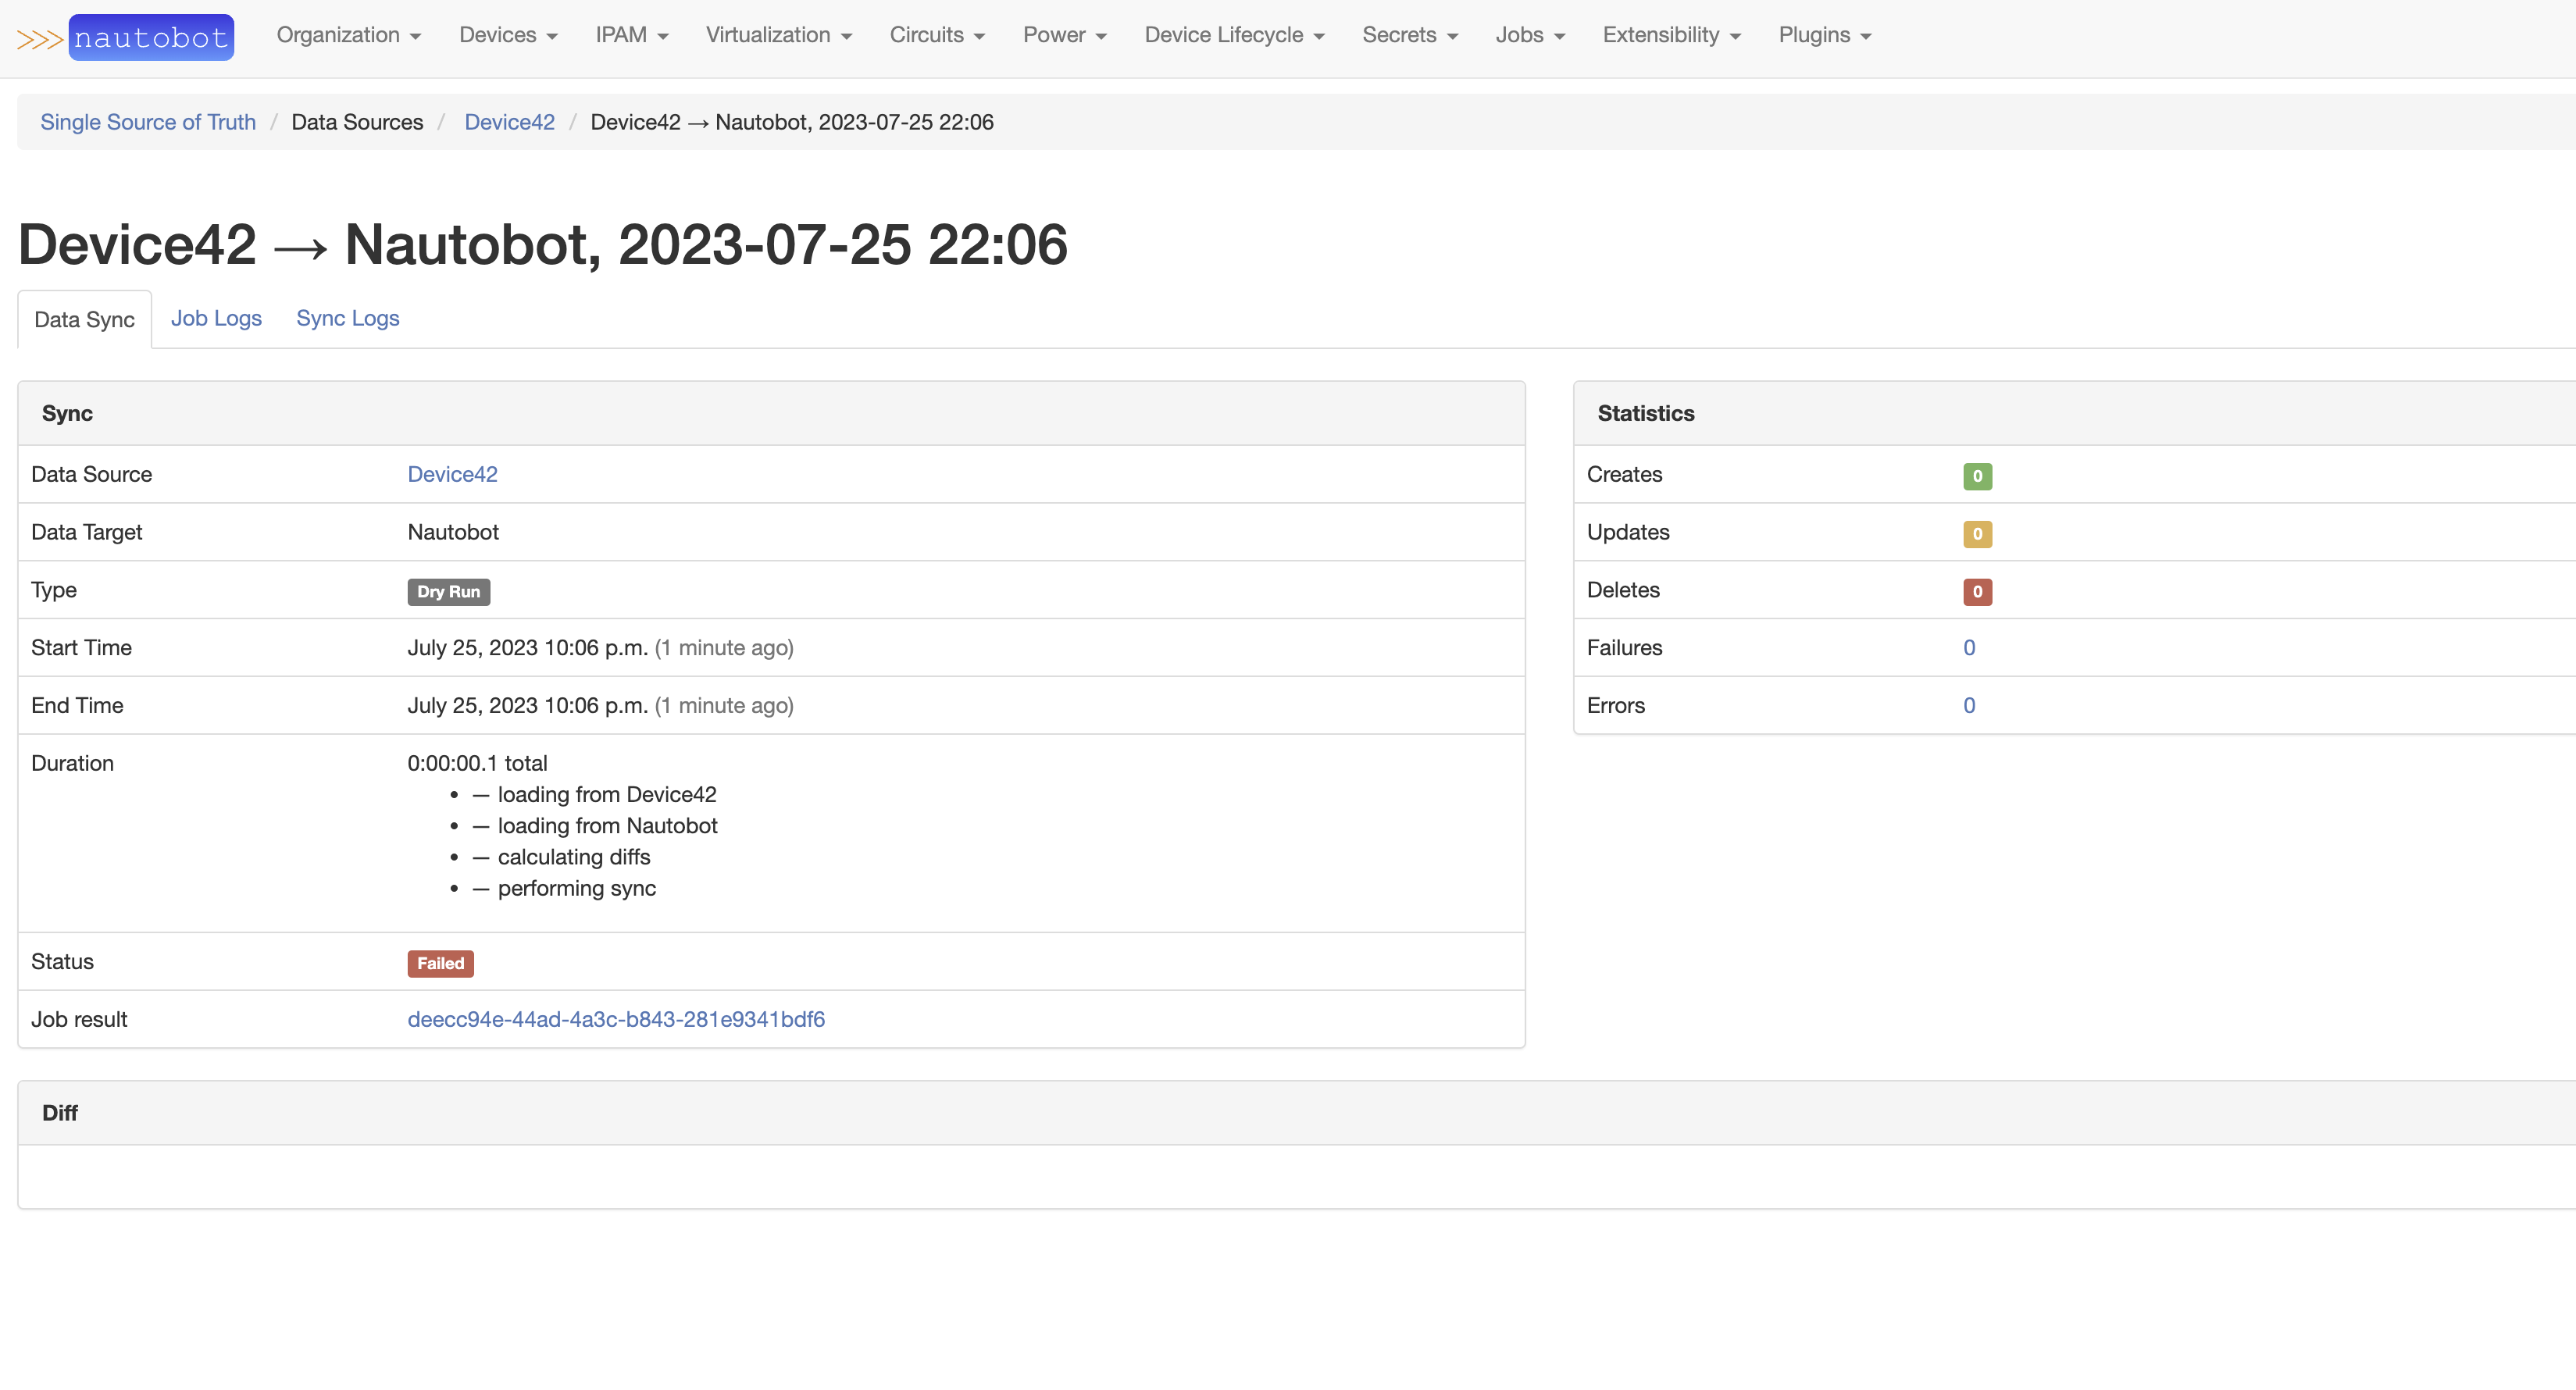 >>> nautobot Organization Devices IPAM Virtualization Circuits Power Device Lifecycle Secrets Jobs Extensibility Plugins
Single Source of Truth / Data Sources / Device42 / Device42 → Nautobot, 2023-07-25 22:06
Device42 → Nautobot, 2023-07-25 22:06
Data Sync Job Logs Sync Logs
Sync
Data Source Device42
Data Target Nautobot
Type Dry Run
Start Time July 25, 2023 10:06 p.m. (1 minute ago)
End Time July 25, 2023 10:06 p.m. (1 minute ago)
Duration 0:00:00.1 total
• — loading from Device42
• — loading from Nautobot
• — calculating diffs
• — performing sync
Status Failed
Job result deecc94e-44ad-4a3c-b843-281e9341bdf6
Statistics
Creates 0
Updates 0
Deletes 0
Failures 0
Errors 0
Diff